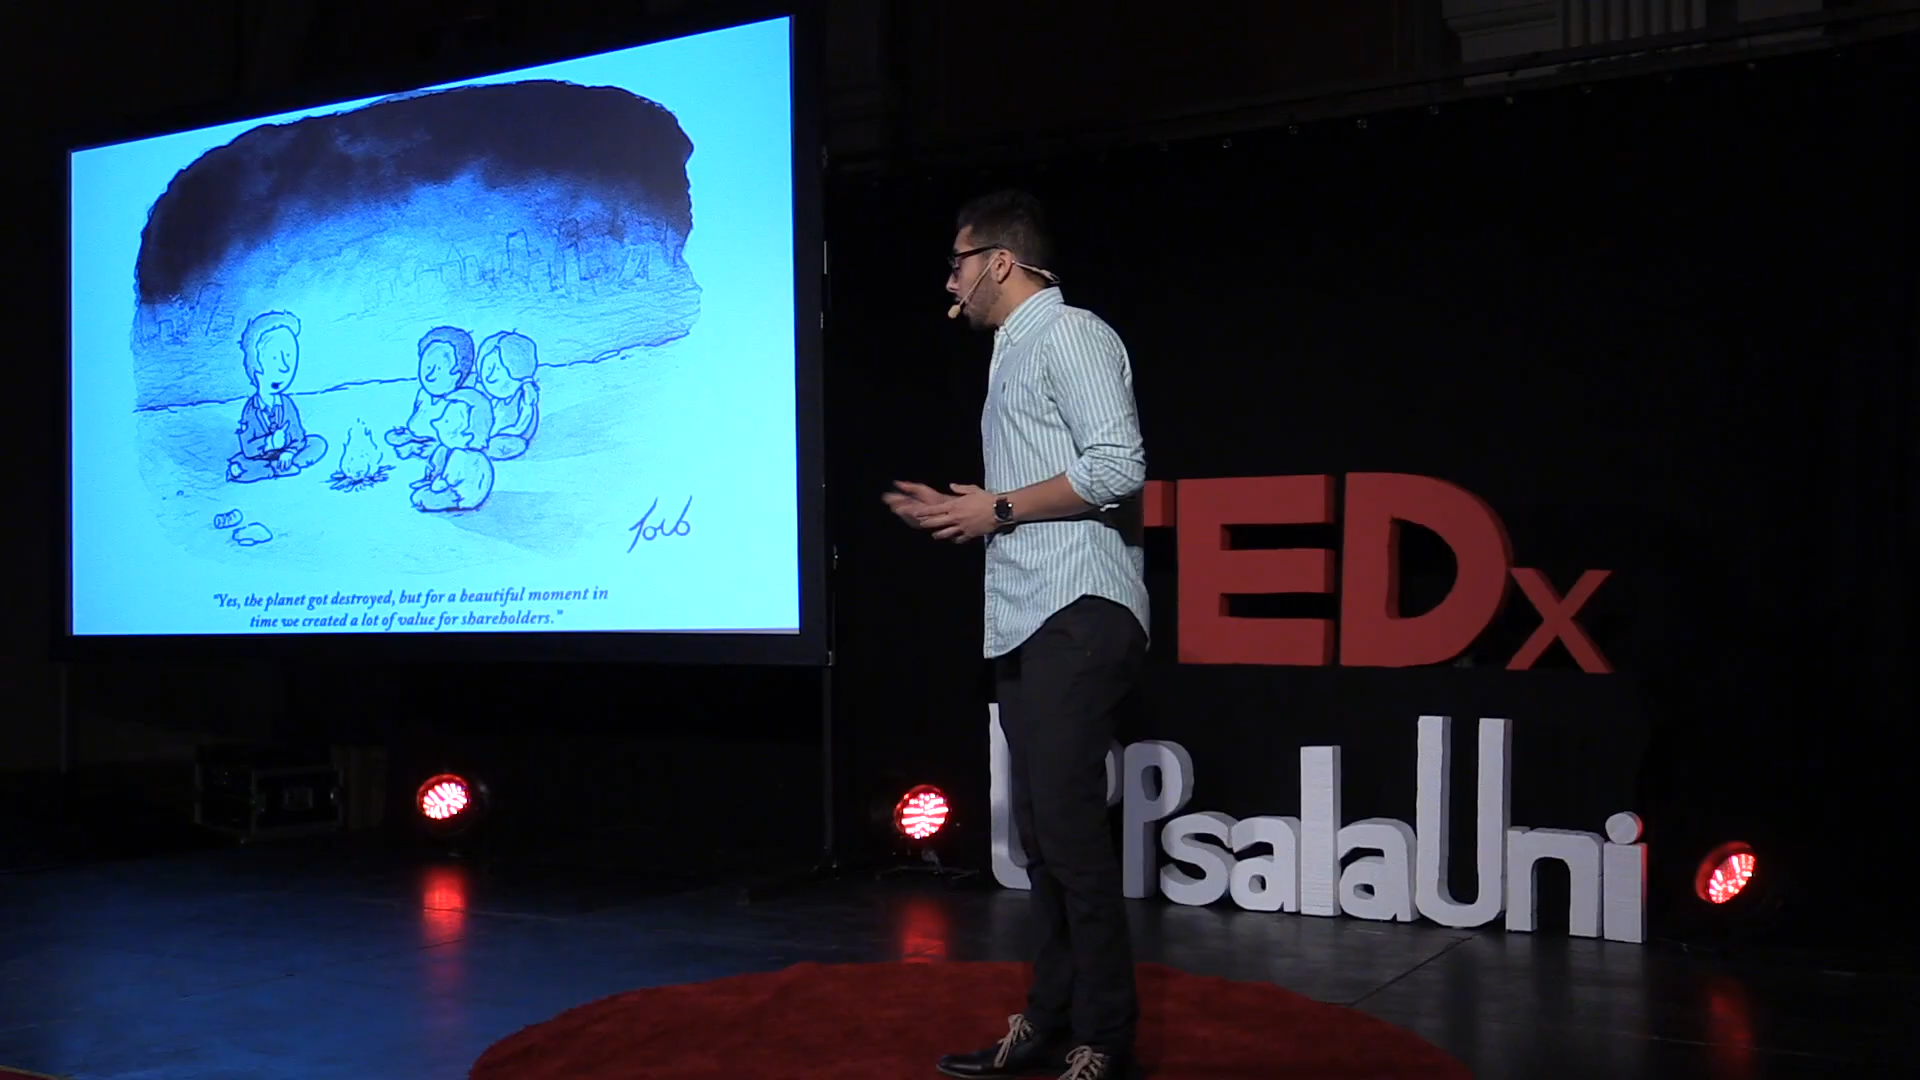 Toro
"Yes, the planet got destroyed, but for a beautiful moment in
time we created a lot of value for shareholders."
TEDx
UppsalaUni